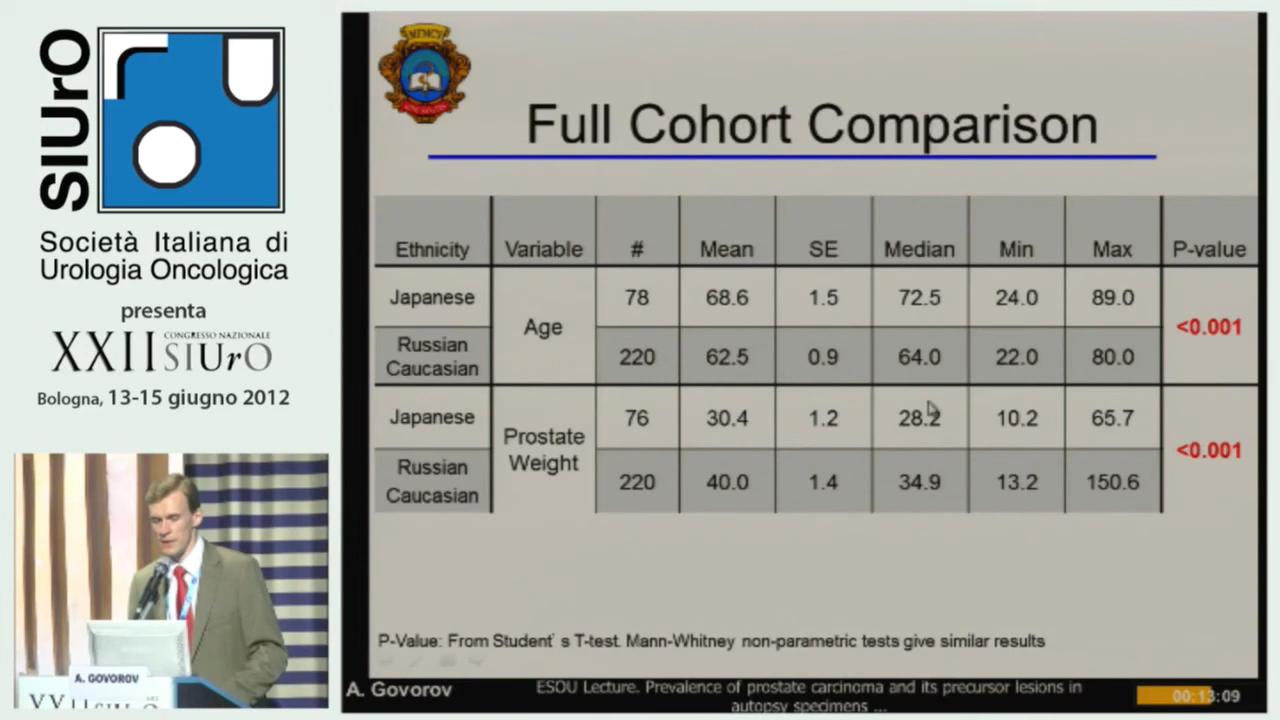 SIUrO
Società Italiana di
Urologia Oncologica
presenta
XXII CONGRESSO NAZIONALE SIUrO
Bologna, 13-15 giugno 2012
Full Cohort Comparison
Ethnicity Variable # Mean SE Median Min Max P-value
Japanese Age 78 68.6 1.5 72.5 24.0 89.0 <0.001
Russian Caucasian 220 62.5 0.9 64.0 22.0 80.0
Japanese Prostate Weight 76 30.4 1.2 28.2 10.2 65.7 <0.001
Russian Caucasian 220 40.0 1.4 34.9 13.2 150.6
P-Value: From Student´s T-test. Mann-Whitney non-parametric tests give similar results
A. GOVOROV
A. Govorov
ESOU Lecture. Prevalence of prostate carcinoma and its precursor lesions in
autopsy specimens ...
00:13:09